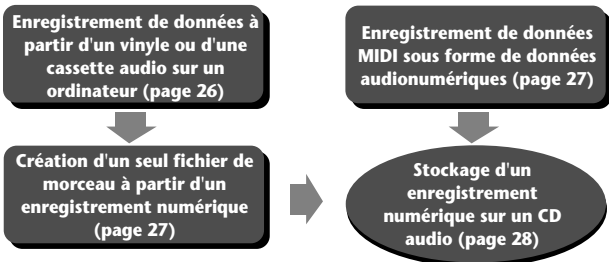 Enregistrement de données à
partir d'un vinyle ou d'une
cassette audio sur un
ordinateur (page 26)
Enregistrement de données
MIDI sous forme de données
audionumériques (page 27)
Création d'un seul fichier de
morceau à partir d'un
enregistrement numérique
(page 27)
Stockage d'un
enregistrement
numérique sur un CD
audio (page 28)